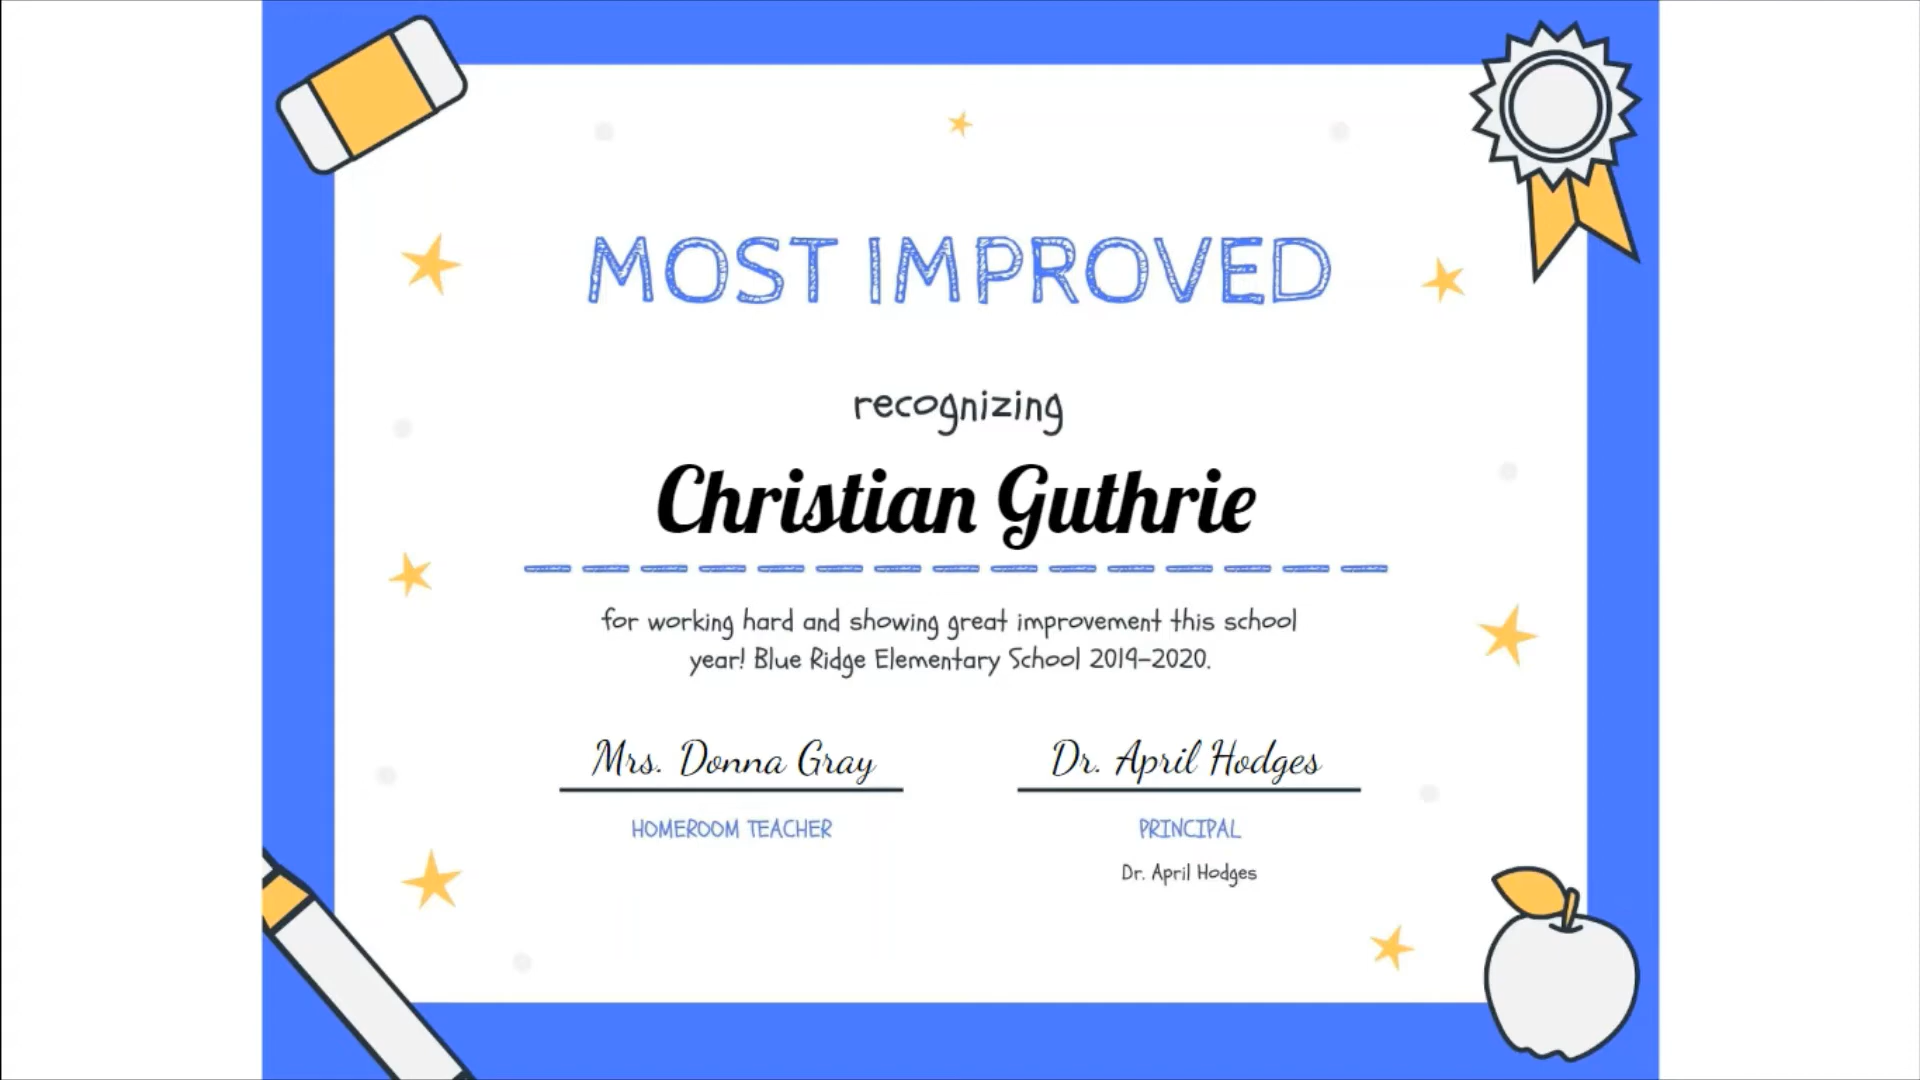 MOST IMPROVED
recognizing
Christian Guthrie
for working hard and showing great improvement this school
year! Blue Ridge Elementary School 2019-2020.
Mrs. Donna Gray
HOMEROOM TEACHER
Dr. April Hodges
PRINCIPAL
Dr. April Hodges